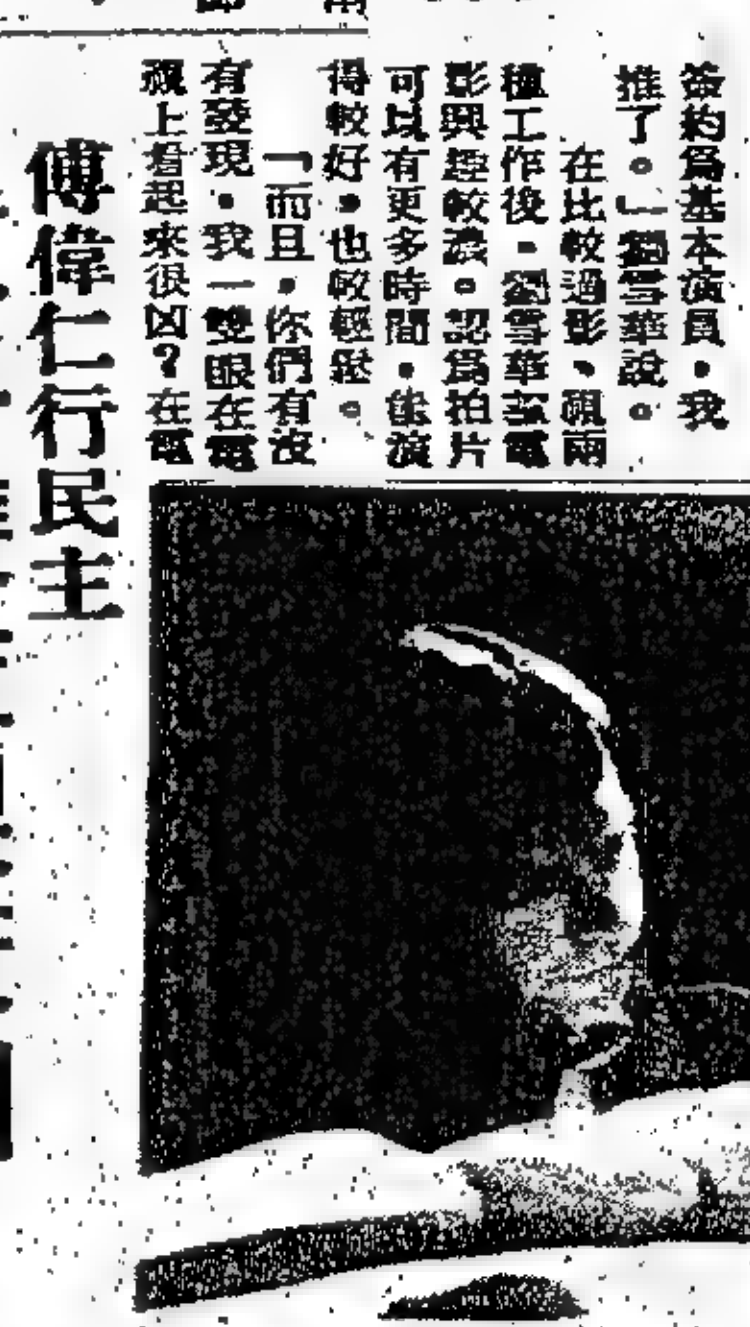 簽約爲基本演員,我
推了。」劉雪華說。
在比較過影、視兩
種工作後,劉雪華對電
影興趣較濃。認爲拍片
可以有更多時間,能演
得較好,也較輕鬆。
「而且,你們有沒
有發現,我一雙眼在電
視上看起來很凶?在電
傅偉仁行民主